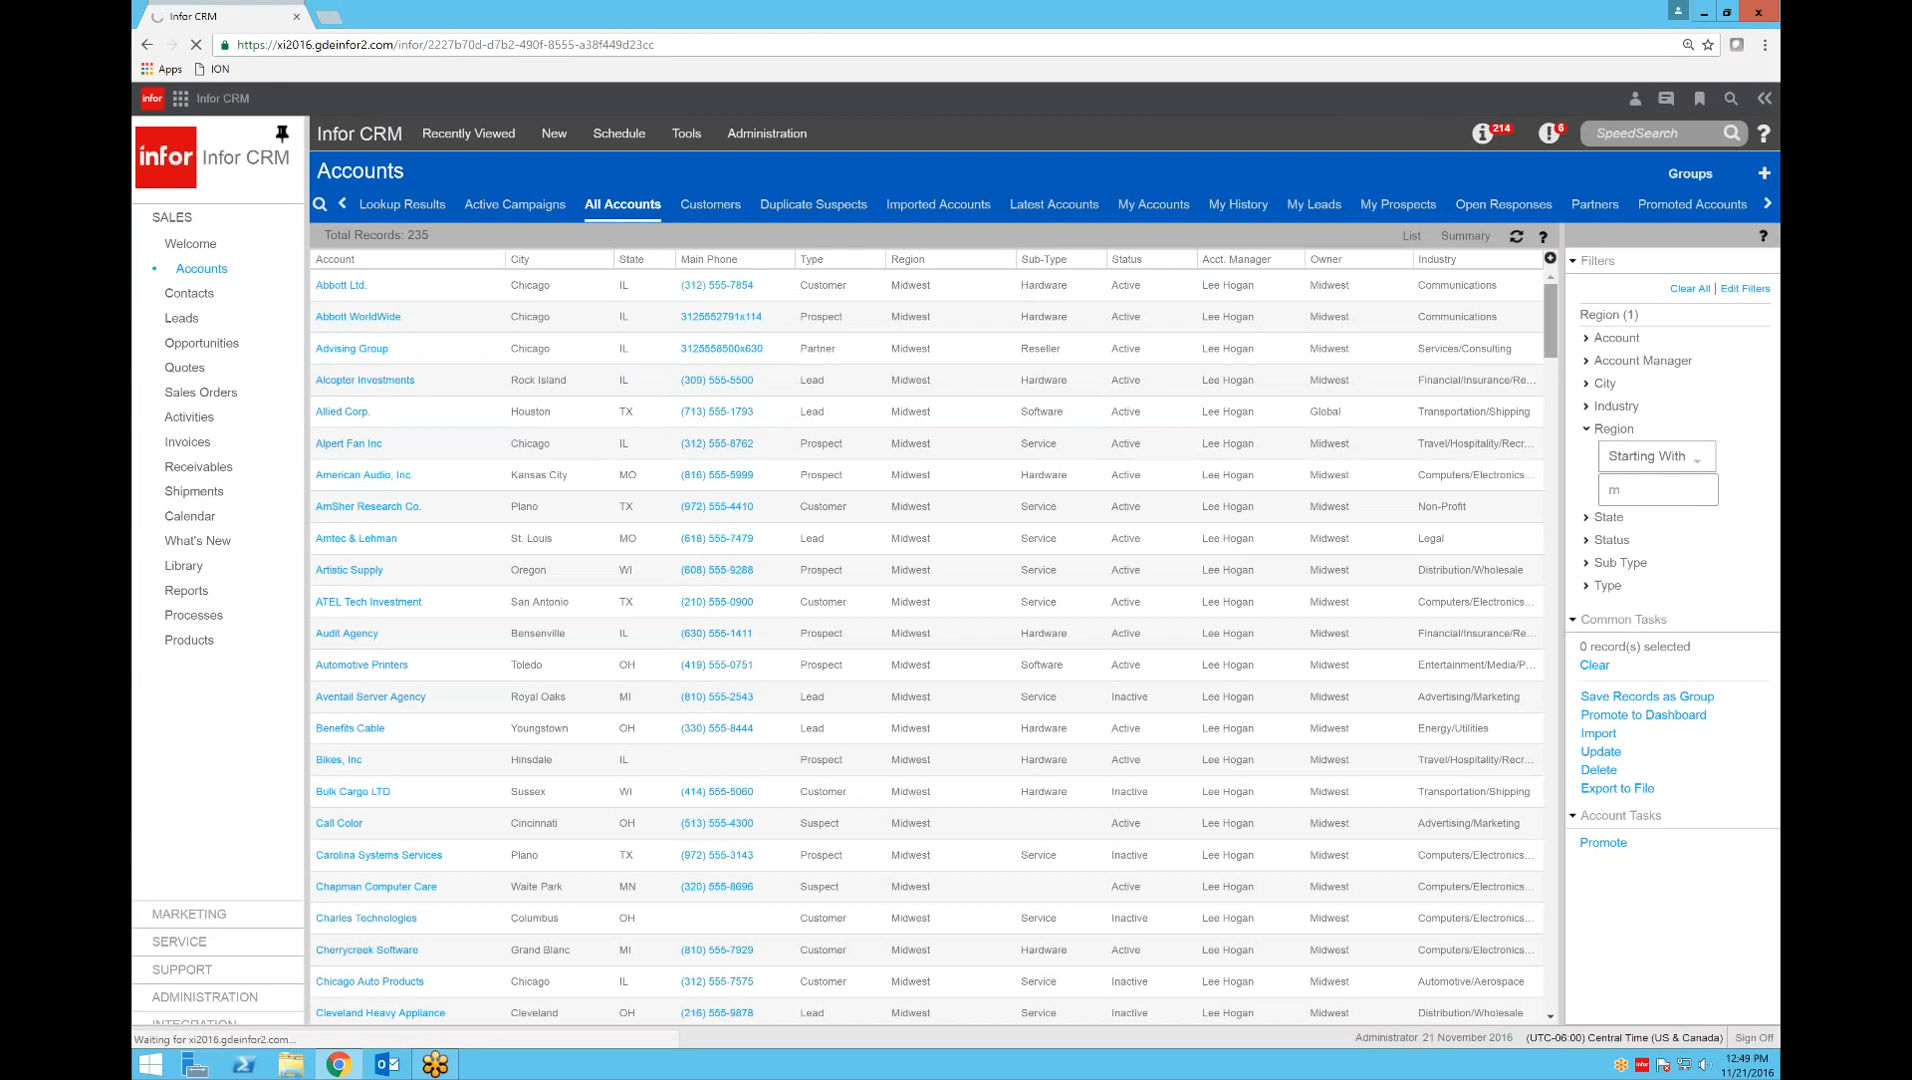 Infor CRM
https://xi2016.gdeinfor2.com/infor/2227b70d-d7b2-490f-8555-a38f449d23cc
Apps ION
infor Infor CRM
infor Infor CRM
Infor CRM Recently Viewed New Schedule Tools Administration 214 6 SpeedSearch ?
Accounts Groups
Lookup Results Active Campaigns All Accounts Customers Duplicate Suspects Imported Accounts Latest Accounts My Accounts My History My Leads My Prospects Open Responses Partners Promoted Accounts
Total Records: 235 List Summary ? ?
SALES
Welcome
Accounts
Contacts
Leads
Opportunities
Quotes
Sales Orders
Activities
Invoices
Receivables
Shipments
Calendar
What's New
Library
Reports
Processes
Products
MARKETING
SERVICE
SUPPORT
ADMINISTRATION
INTEGRATION
Account City State Main Phone Type Region Sub-Type Status Acct. Manager Owner Industry
Abbott Ltd. Chicago IL (312) 555-7854 Customer Midwest Hardware Active Lee Hogan Midwest Communications
Abbott WorldWide Chicago IL 3125552791x114 Prospect Midwest Hardware Active Lee Hogan Midwest Communications
Advising Group Chicago IL 3125558500x630 Partner Midwest Reseller Active Lee Hogan Midwest Services/Consulting
Alcopter Investments Rock Island IL (309) 555-5500 Lead Midwest Hardware Active Lee Hogan Midwest Financial/Insurance/Re...
Allied Corp. Houston TX (713) 555-1793 Lead Midwest Software Active Lee Hogan Global Transportation/Shipping
Alpert Fan Inc Chicago IL (312) 555-8762 Prospect Midwest Service Active Lee Hogan Midwest Travel/Hospitality/Recr...
American Audio, Inc. Kansas City MO (816) 555-5999 Prospect Midwest Hardware Active Lee Hogan Midwest Computers/Electronics...
AmSher Research Co. Plano TX (972) 555-4410 Customer Midwest Service Active Lee Hogan Midwest Non-Profit
Amtec & Lehman St. Louis MO (618) 555-7479 Lead Midwest Service Active Lee Hogan Midwest Legal
Artistic Supply Oregon WI (608) 555-9288 Prospect Midwest Service Active Lee Hogan Midwest Distribution/Wholesale
ATEL Tech Investment San Antonio TX (210) 555-0900 Customer Midwest Service Active Lee Hogan Midwest Computers/Electronics...
Audit Agency Bensenville IL (630) 555-1411 Prospect Midwest Hardware Active Lee Hogan Midwest Financial/Insurance/Re...
Automotive Printers Toledo OH (419) 555-0751 Prospect Midwest Software Active Lee Hogan Midwest Entertainment/Media/P...
Aventail Server Agency Royal Oaks MI (810) 555-2543 Lead Midwest Service Inactive Lee Hogan Midwest Advertising/Marketing
Benefits Cable Youngstown OH (330) 555-8444 Lead Midwest Hardware Active Lee Hogan Midwest Energy/Utilities
Bikes, Inc Hinsdale IL Prospect Midwest Hardware Active Lee Hogan Midwest Travel/Hospitality/Recr...
Bulk Cargo LTD Sussex WI (414) 555-5060 Customer Midwest Hardware Inactive Lee Hogan Midwest Transportation/Shipping
Call Color Cincinnati OH (513) 555-4300 Suspect Midwest Active Lee Hogan Midwest Advertising/Marketing
Carolina Systems Services Plano TX (972) 555-3143 Prospect Midwest Service Inactive Lee Hogan Midwest Computers/Electronics...
Chapman Computer Care Waite Park MN (320) 555-8696 Suspect Midwest Active Lee Hogan Midwest Computers/Electronics...
Charles Technologies Columbus OH Customer Midwest Service Inactive Lee Hogan Midwest Computers/Electronics...
Cherrycreek Software Grand Blanc MI (810) 555-7929 Customer Midwest Hardware Active Lee Hogan Midwest Computers/Electronics...
Chicago Auto Products Chicago IL (312) 555-7575 Customer Midwest Service Inactive Lee Hogan Midwest Automotive/Aerospace
Cleveland Heavy Appliance Cleveland OH (216) 555-9878 Lead Midwest Service Inactive Lee Hogan Midwest Distribution/Wholesale
Filters
Clear All | Edit Filters
Region (1)
Account
Account Manager
City
Industry
Region
Starting With
m
State
Status
Sub Type
Type
Common Tasks
0 record(s) selected
Clear
Save Records as Group
Promote to Dashboard
Import
Update
Delete
Export to File
Account Tasks
Promote
Waiting for xi2016.gdeinfor2.com... Administrator 21 November 2016 (UTC-06:00) Central Time (US & Canada) Sign Off
infor 12:49 PM
11/21/2016